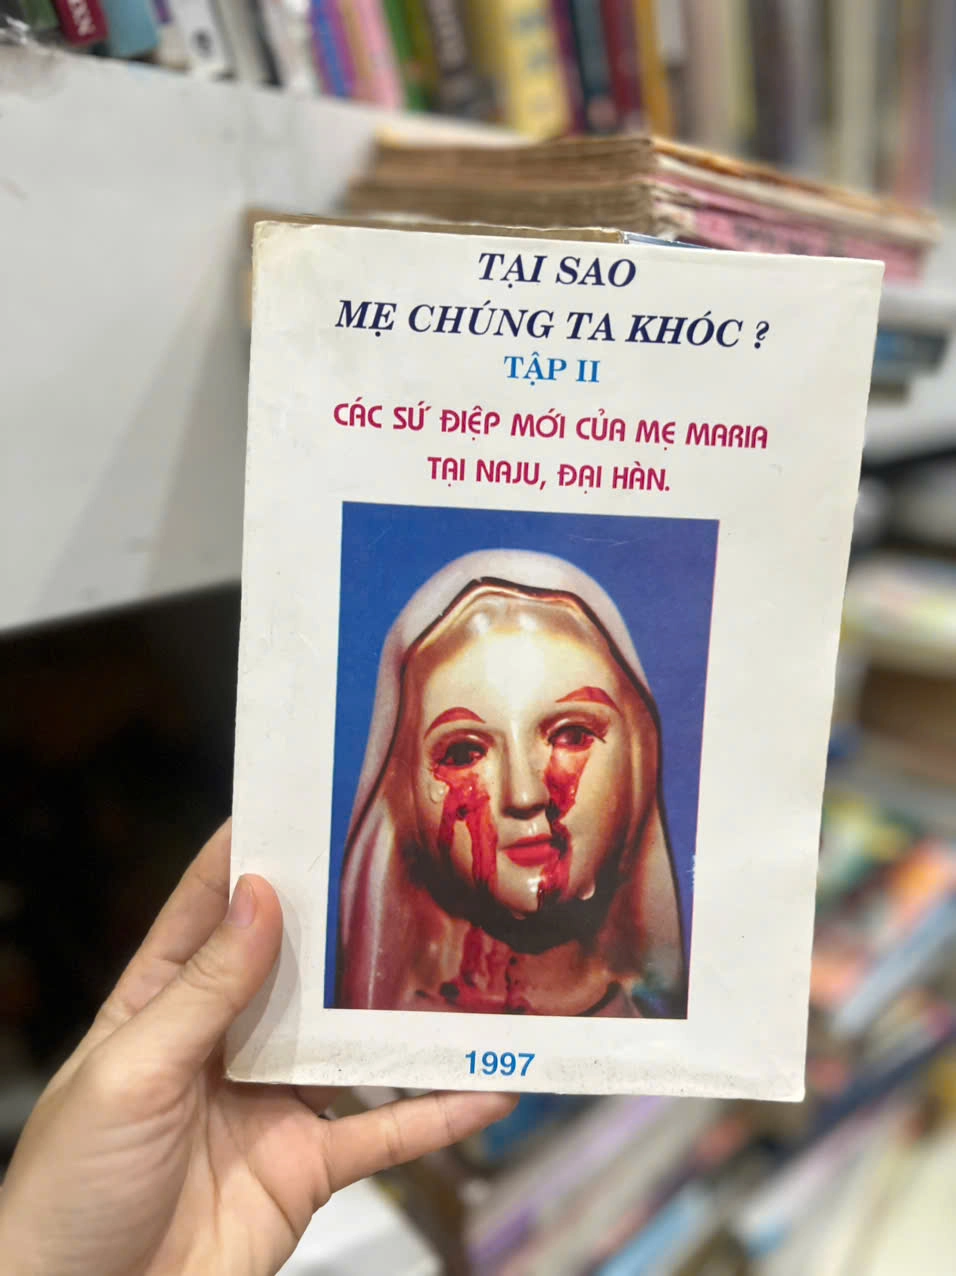 TẠI SAO
MẸ CHÚNG TA KHÓC ?
TẬP II
CÁC SỨ ĐIỆP MỚI CỦA MẸ MARIA
TẠI NAJU, ĐẠI HÀN.
1997